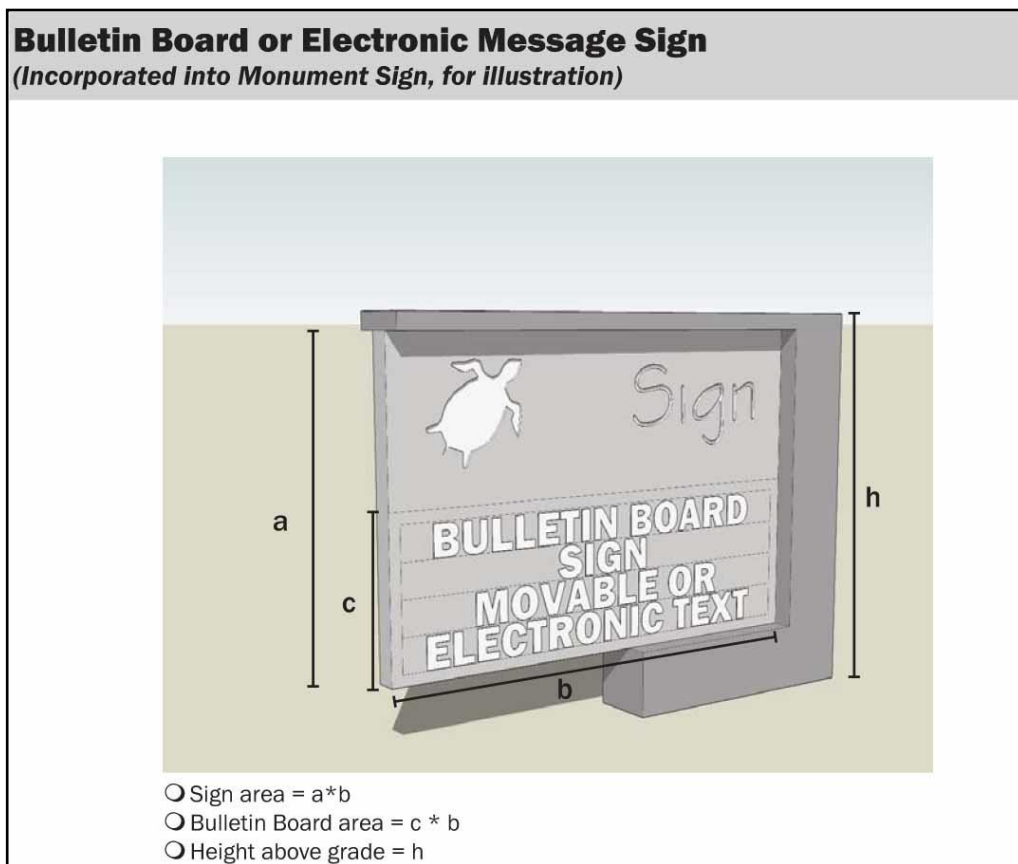 Bulletin Board or Electronic Message Sign
(Incorporated into Monument Sign, for illustration)
Sign
a
h
BULLETIN BOARD
SIGN
MOVABLE OR
ELECTRONIC TEXT
c
b
Sign area = a*b
Bulletin Board area = c * b
Height above grade = h